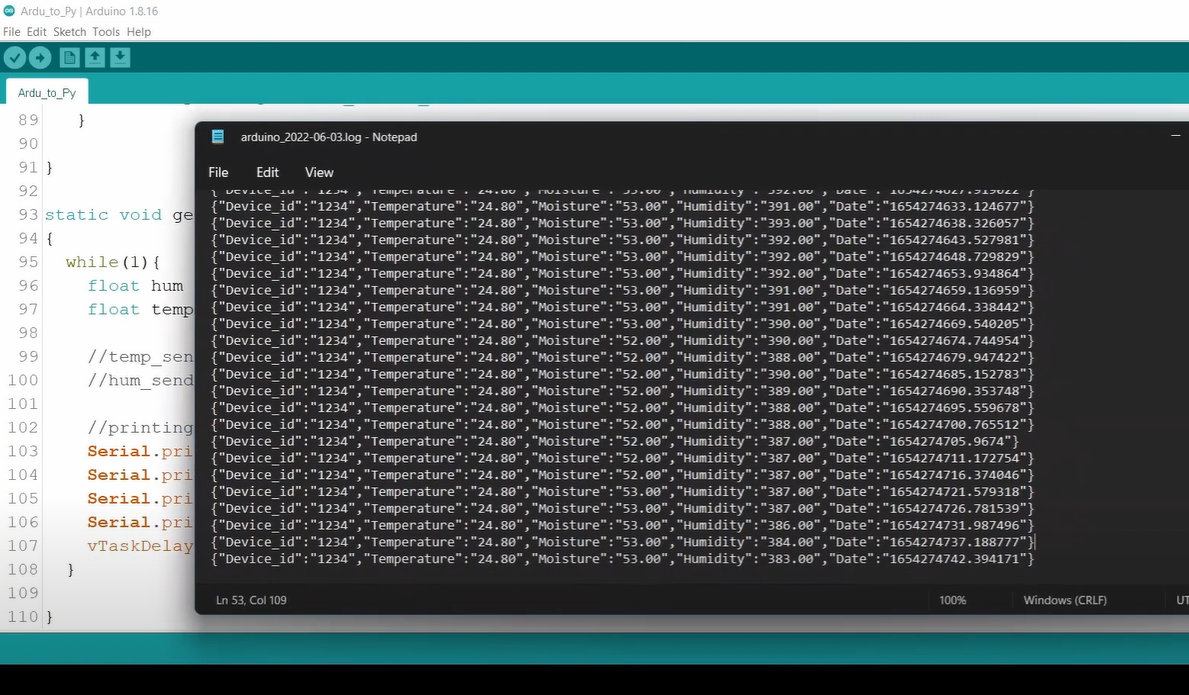 Ardu_to_Py | Arduino 1.8.16
File Edit Sketch Tools Help
Ardu_to_Py
89 }
90
91 }
92
93 static void ge
94 {
95 while(1){
96 float hum
97 float temp
98
99 //temp_sen
100 //hum_send
101
102 //printing
103 Serial.pri
104 Serial.pri
105 Serial.pri
106 Serial.pri
107 vTaskDelay
108 }
109
110 }
arduino_2022-06-03.log - Notepad
File Edit View
{"Device_id":"1234","Temperature":"24.80","Moisture":"53.00","Humidity":"392.00","Date":"1654274627.919022"}
{"Device_id":"1234","Temperature":"24.80","Moisture":"53.00","Humidity":"391.00","Date":"1654274633.124677"}
{"Device_id":"1234","Temperature":"24.80","Moisture":"53.00","Humidity":"393.00","Date":"1654274638.326057"}
{"Device_id":"1234","Temperature":"24.80","Moisture":"53.00","Humidity":"392.00","Date":"1654274643.527981"}
{"Device_id":"1234","Temperature":"24.80","Moisture":"53.00","Humidity":"392.00","Date":"1654274648.729829"}
{"Device_id":"1234","Temperature":"24.80","Moisture":"53.00","Humidity":"392.00","Date":"1654274653.934864"}
{"Device_id":"1234","Temperature":"24.80","Moisture":"53.00","Humidity":"391.00","Date":"1654274659.136959"}
{"Device_id":"1234","Temperature":"24.80","Moisture":"53.00","Humidity":"391.00","Date":"1654274664.338442"}
{"Device_id":"1234","Temperature":"24.80","Moisture":"53.00","Humidity":"390.00","Date":"1654274669.540205"}
{"Device_id":"1234","Temperature":"24.80","Moisture":"52.00","Humidity":"390.00","Date":"1654274674.744954"}
{"Device_id":"1234","Temperature":"24.80","Moisture":"52.00","Humidity":"388.00","Date":"1654274679.947422"}
{"Device_id":"1234","Temperature":"24.80","Moisture":"52.00","Humidity":"390.00","Date":"1654274685.152783"}
{"Device_id":"1234","Temperature":"24.80","Moisture":"52.00","Humidity":"389.00","Date":"1654274690.353748"}
{"Device_id":"1234","Temperature":"24.80","Moisture":"52.00","Humidity":"388.00","Date":"1654274695.559678"}
{"Device_id":"1234","Temperature":"24.80","Moisture":"52.00","Humidity":"388.00","Date":"1654274700.765512"}
{"Device_id":"1234","Temperature":"24.80","Moisture":"52.00","Humidity":"387.00","Date":"1654274705.9674"}
{"Device_id":"1234","Temperature":"24.80","Moisture":"52.00","Humidity":"387.00","Date":"1654274711.172754"}
{"Device_id":"1234","Temperature":"24.80","Moisture":"52.00","Humidity":"387.00","Date":"1654274716.374046"}
{"Device_id":"1234","Temperature":"24.80","Moisture":"53.00","Humidity":"387.00","Date":"1654274721.579318"}
{"Device_id":"1234","Temperature":"24.80","Moisture":"53.00","Humidity":"387.00","Date":"1654274726.781539"}
{"Device_id":"1234","Temperature":"24.80","Moisture":"53.00","Humidity":"386.00","Date":"1654274731.987496"}
{"Device_id":"1234","Temperature":"24.80","Moisture":"53.00","Humidity":"384.00","Date":"1654274737.188777"}
{"Device_id":"1234","Temperature":"24.80","Moisture":"53.00","Humidity":"383.00","Date":"1654274742.394171"}
Ln 53, Col 109 100% Windows (CRLF) UT